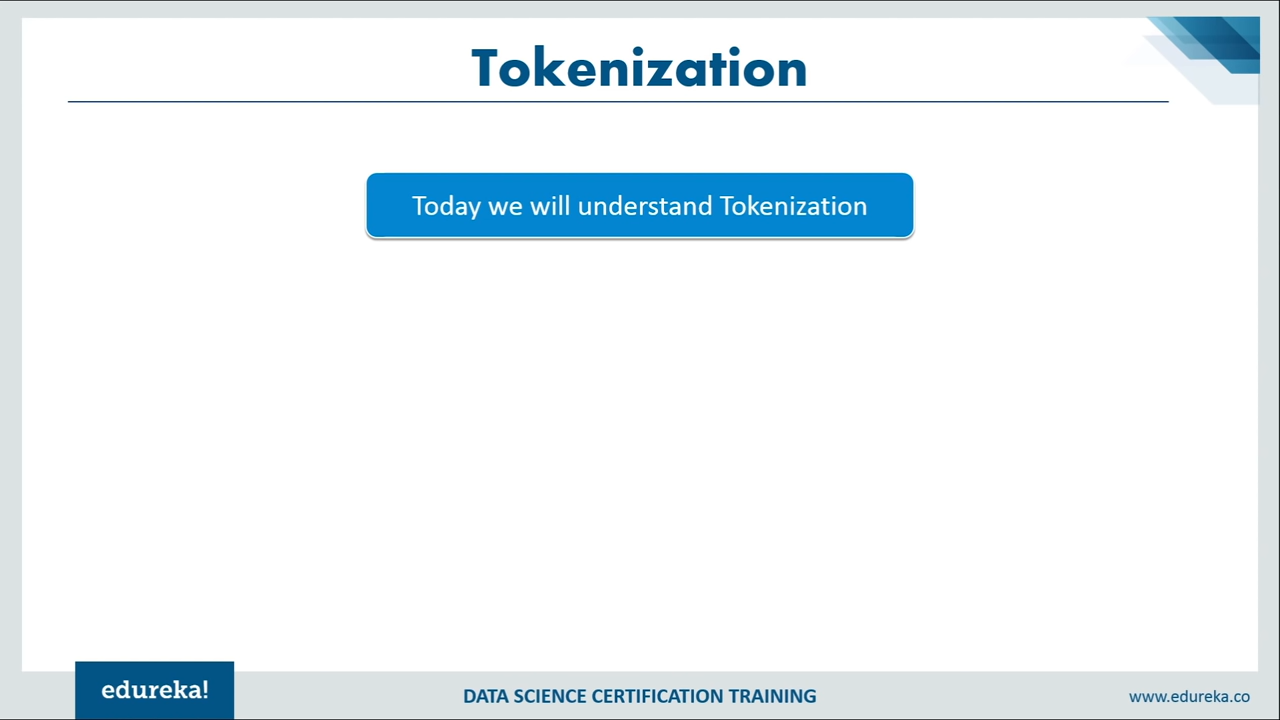 Tokenization
Today we will understand Tokenization
edureka!
DATA SCIENCE CERTIFICATION TRAINING
www.edureka.co